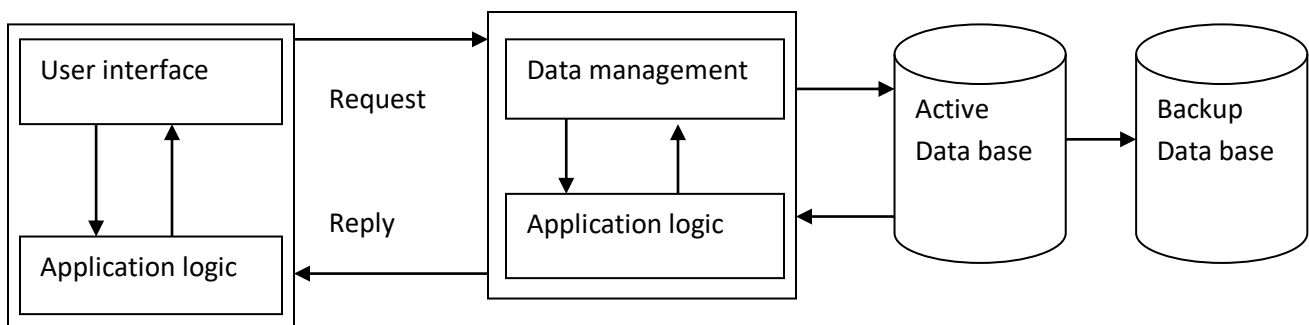 User interface
Application logic
Request
Reply
Data management
Application logic
Active
Data base
Backup
Data base